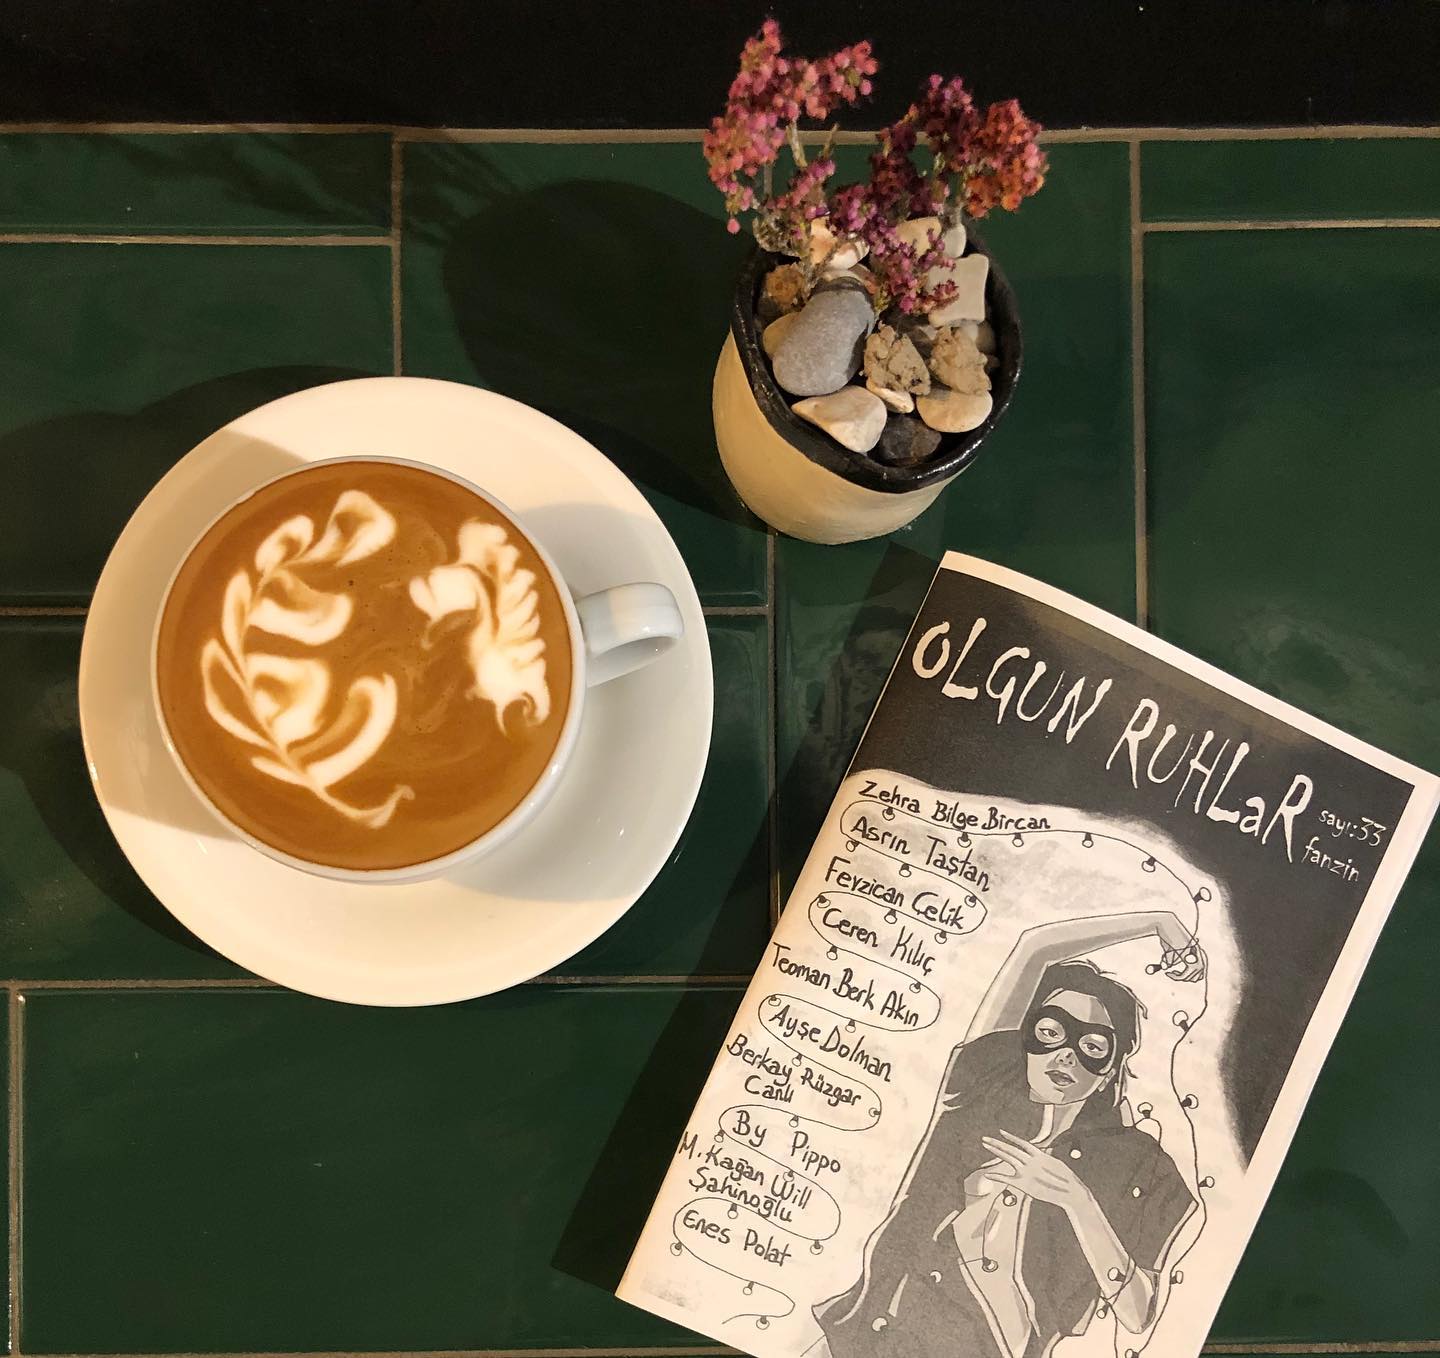 OLGUN RUHLaR
sayı:33
fanzin
Zehra Bilge Bircan
Asrın Taştan
Fevzican Çelik
Ceren Kılıç
Teoman Berk Akın
Ayşe Dolman
Berkay Rüzgar
Canlı
By Pippo
M. Kağan Will
Şahinoğlu
Enes Polat